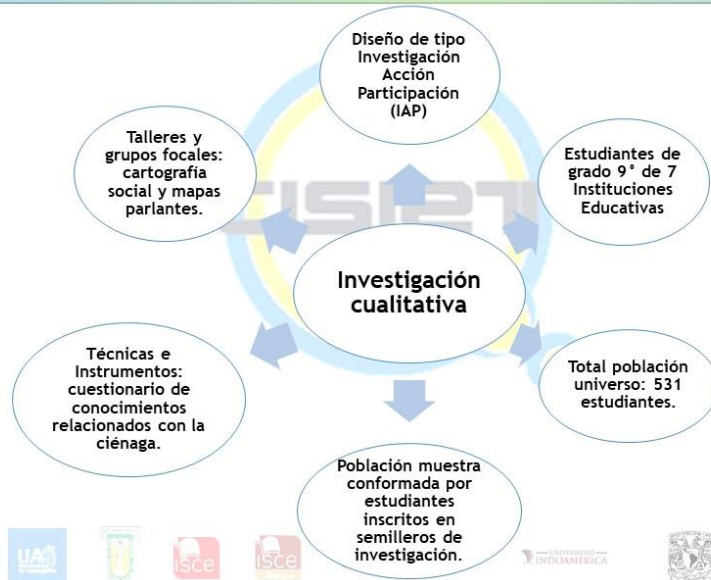 Diseño de tipo
Investigación
Acción
Participación
(IAP)
Talleres y
grupos focales:
cartografía
social y mapas
parlantes.
Estudiantes de
grado 9° de 7
Instituciones
Educativas
Investigación
cualitativa
Técnicas e
Instrumentos:
cuestionario de
conocimientos
relacionados con la
ciénaga.
Total población
universo: 531
estudiantes.
Población muestra
conformada por
estudiantes
inscritos en
semilleros de
investigación.
UA
isce
isce
UNIVERSIDAD
INDOAMÉRICA